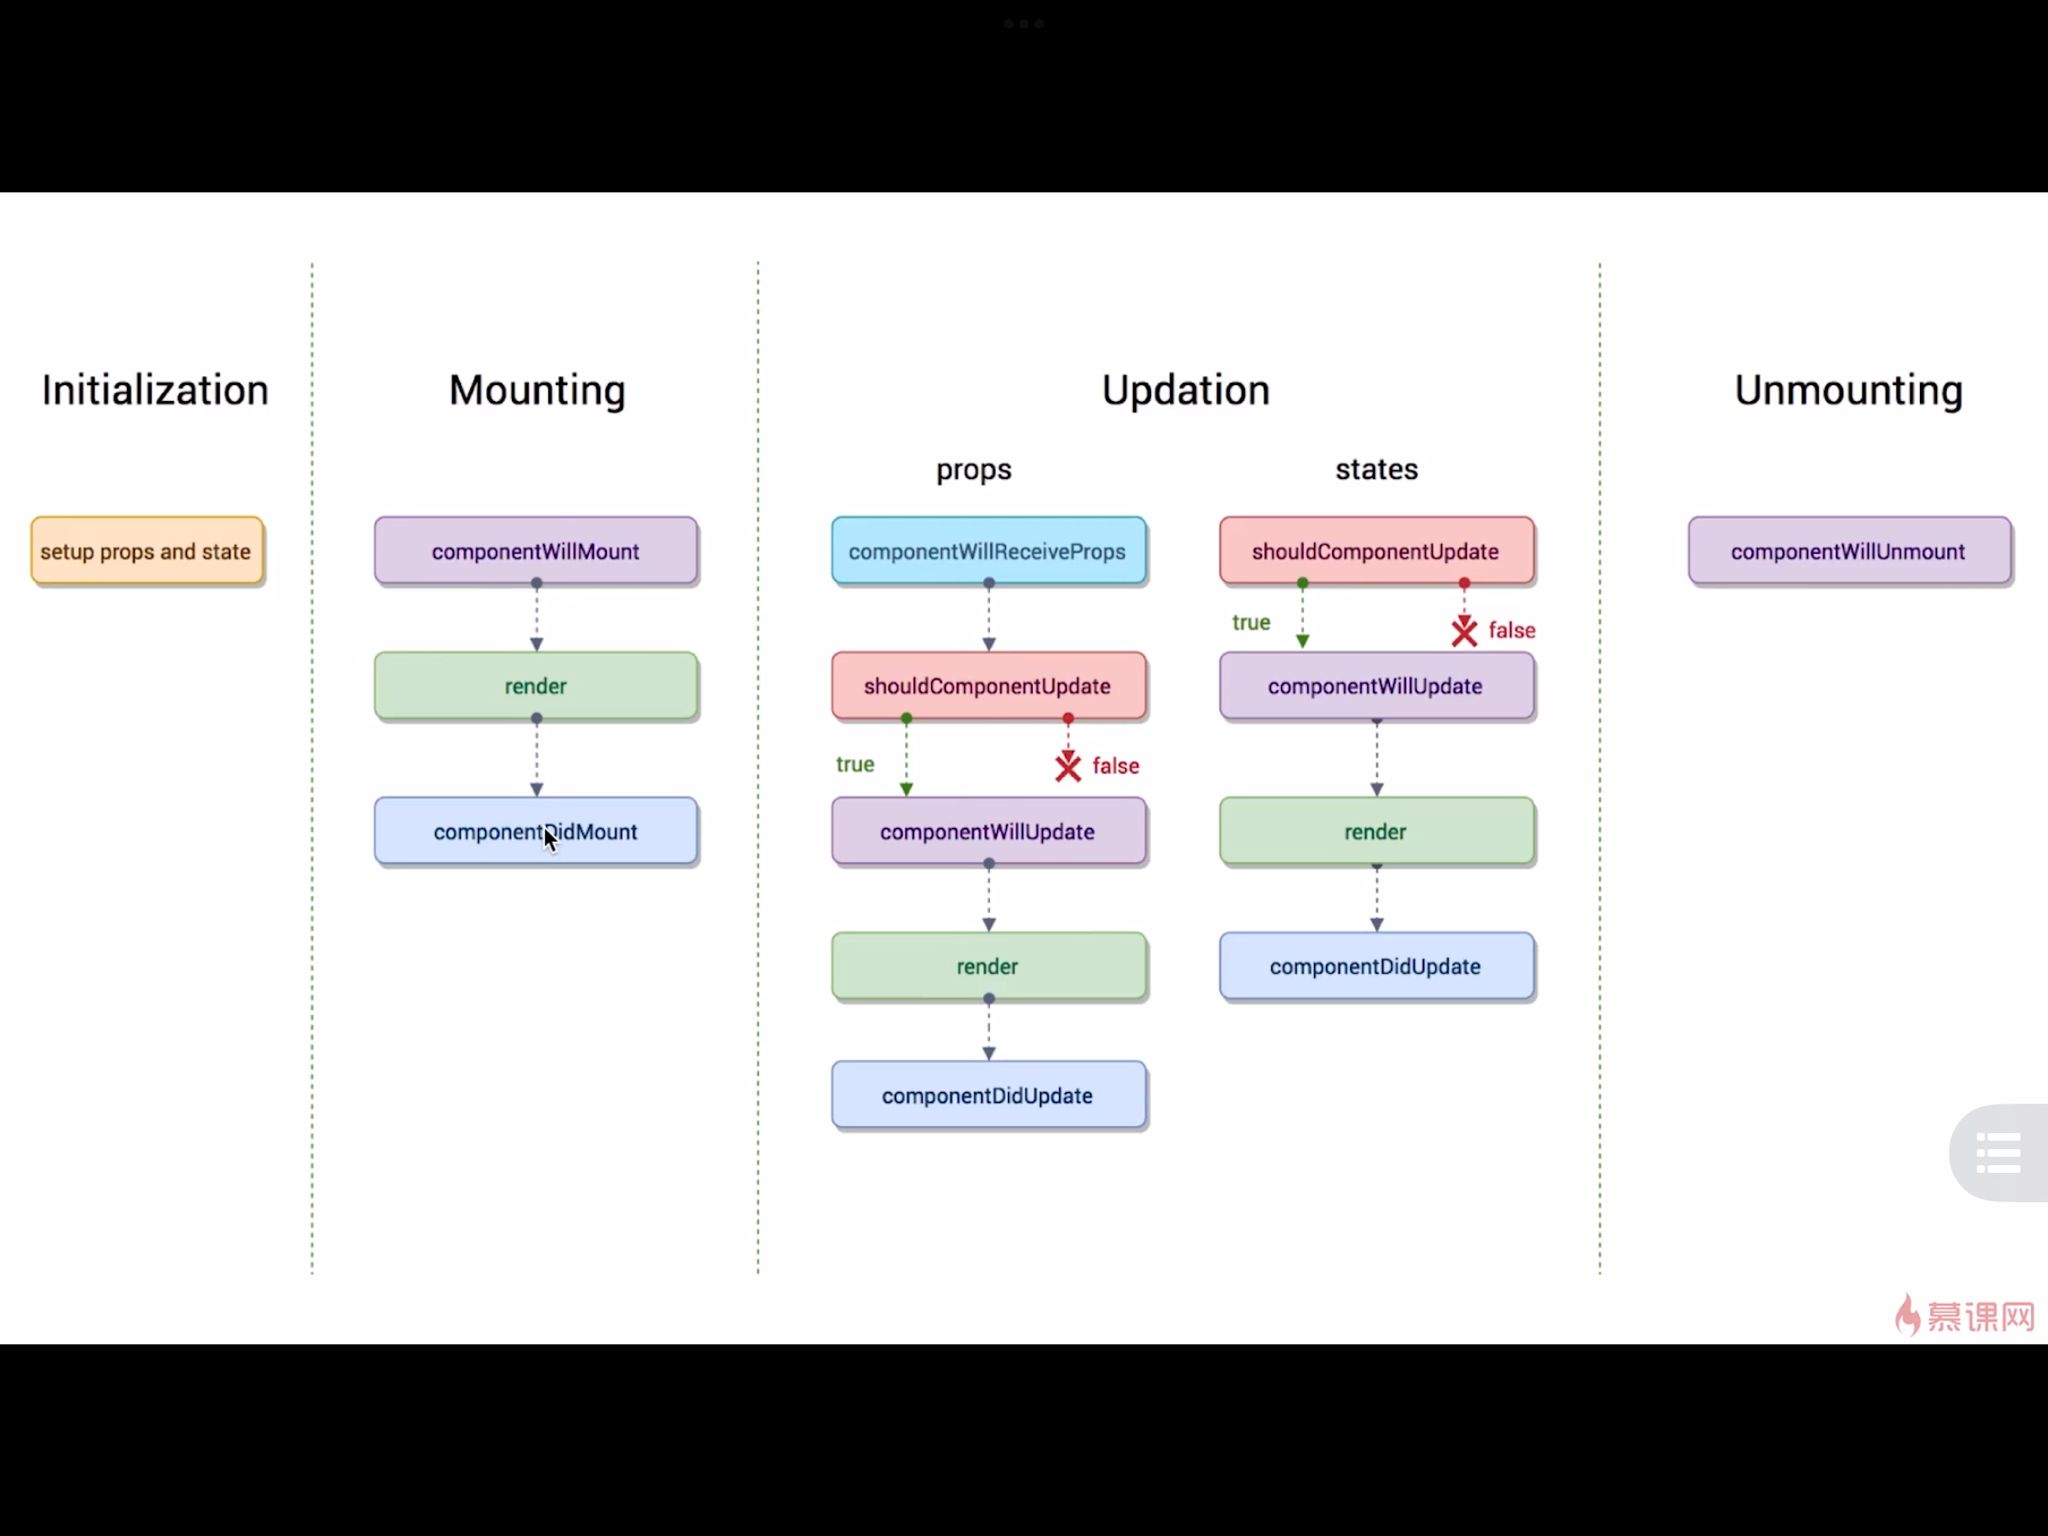 Initialization
Mounting
Updation
Unmounting
props
states
setup props and state
componentWillMount
render
componentDidMount
componentWillReceiveProps
shouldComponentUpdate
true
false
componentWillUpdate
render
componentDidUpdate
shouldComponentUpdate
true
false
componentWillUpdate
render
componentDidUpdate
componentWillUnmount
慕课网